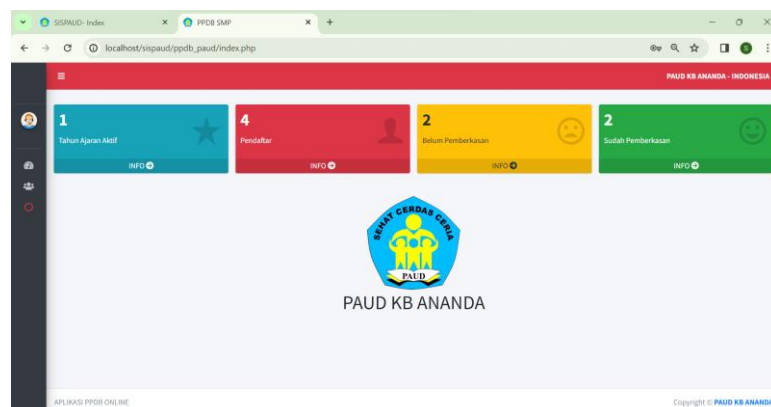 SISPAUD- Index
PPDB SMP
localhost/sispaud/ppdb_paud/index.php
S
PAUD KB ANANDA - INDONESIA
1
Tahun Ajaran Aktif
INFO
4
Pendaftar
INFO
2
Belum Pemberkasan
INFO
2
Sudah Pemberkasan
INFO
SEHAT CERDAS CERIA
PAUD
PAUD KB ANANDA
APLIKASI PPDB ONLINE
Copyright © PAUD KB ANANDA